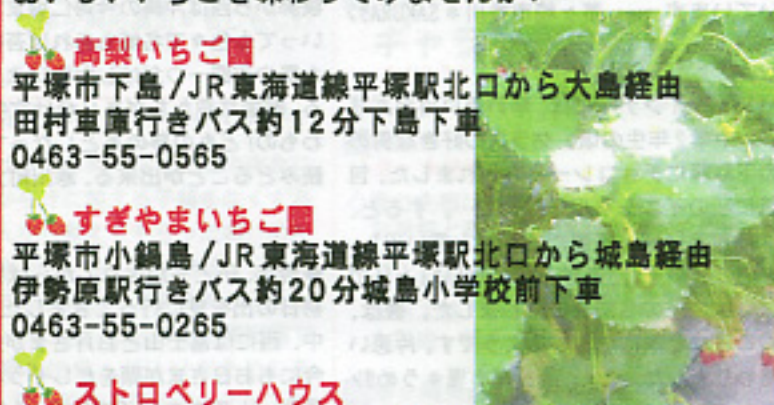 高梨いちご園
平塚市下島/JR東海道線平塚駅北口から大島経由
田村車庫行きバス約12分下島下車
0463-55-0565
すぎやまいちご園
平塚市小鍋島/JR東海道線平塚駅北口から城島経由
伊勢原駅行きバス約20分城島小学校前下車
0463-55-0265
ストロベリーハウス